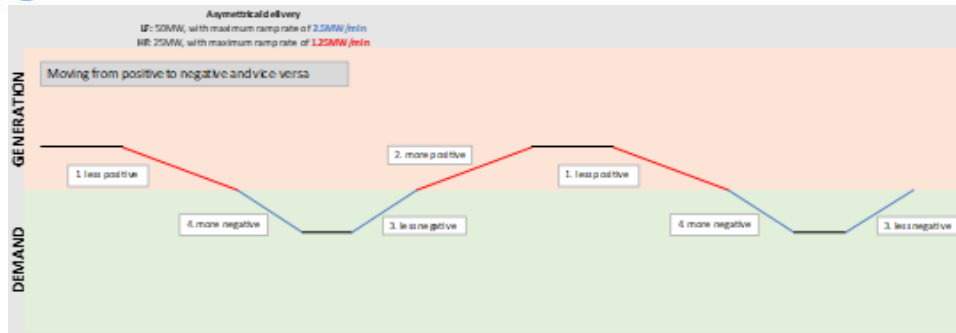 Asymettrical delivery
LF: 50MW, with maximum ramp rate of 2.5MW/min
HF: 25MW, with maximum ramp rate of 1.25MW/min
Moving from positive to negative and vice versa
GENERATION
2. more positive
1. less positive
1. less positive
4. more negative
3. less negative
4. more negative
3. less negative
DEMAND